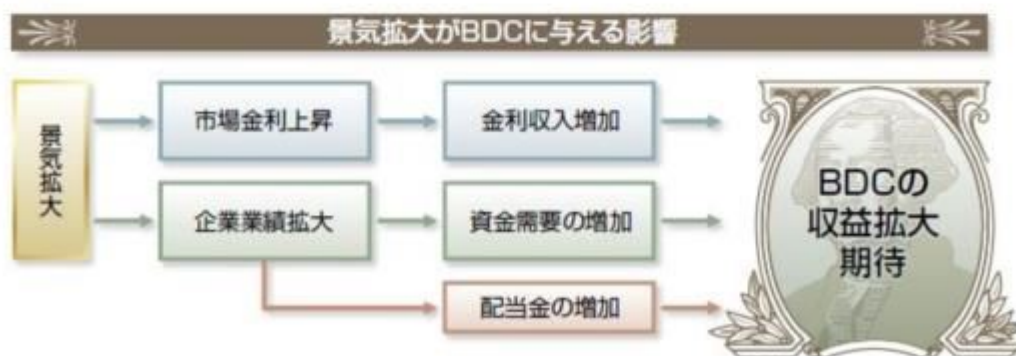 景気拡大がBDCに与える影響
景気拡大
市場金利上昇
金利収入増加
企業業績拡大
資金需要の増加
配当金の増加
BDCの
収益拡大
期待